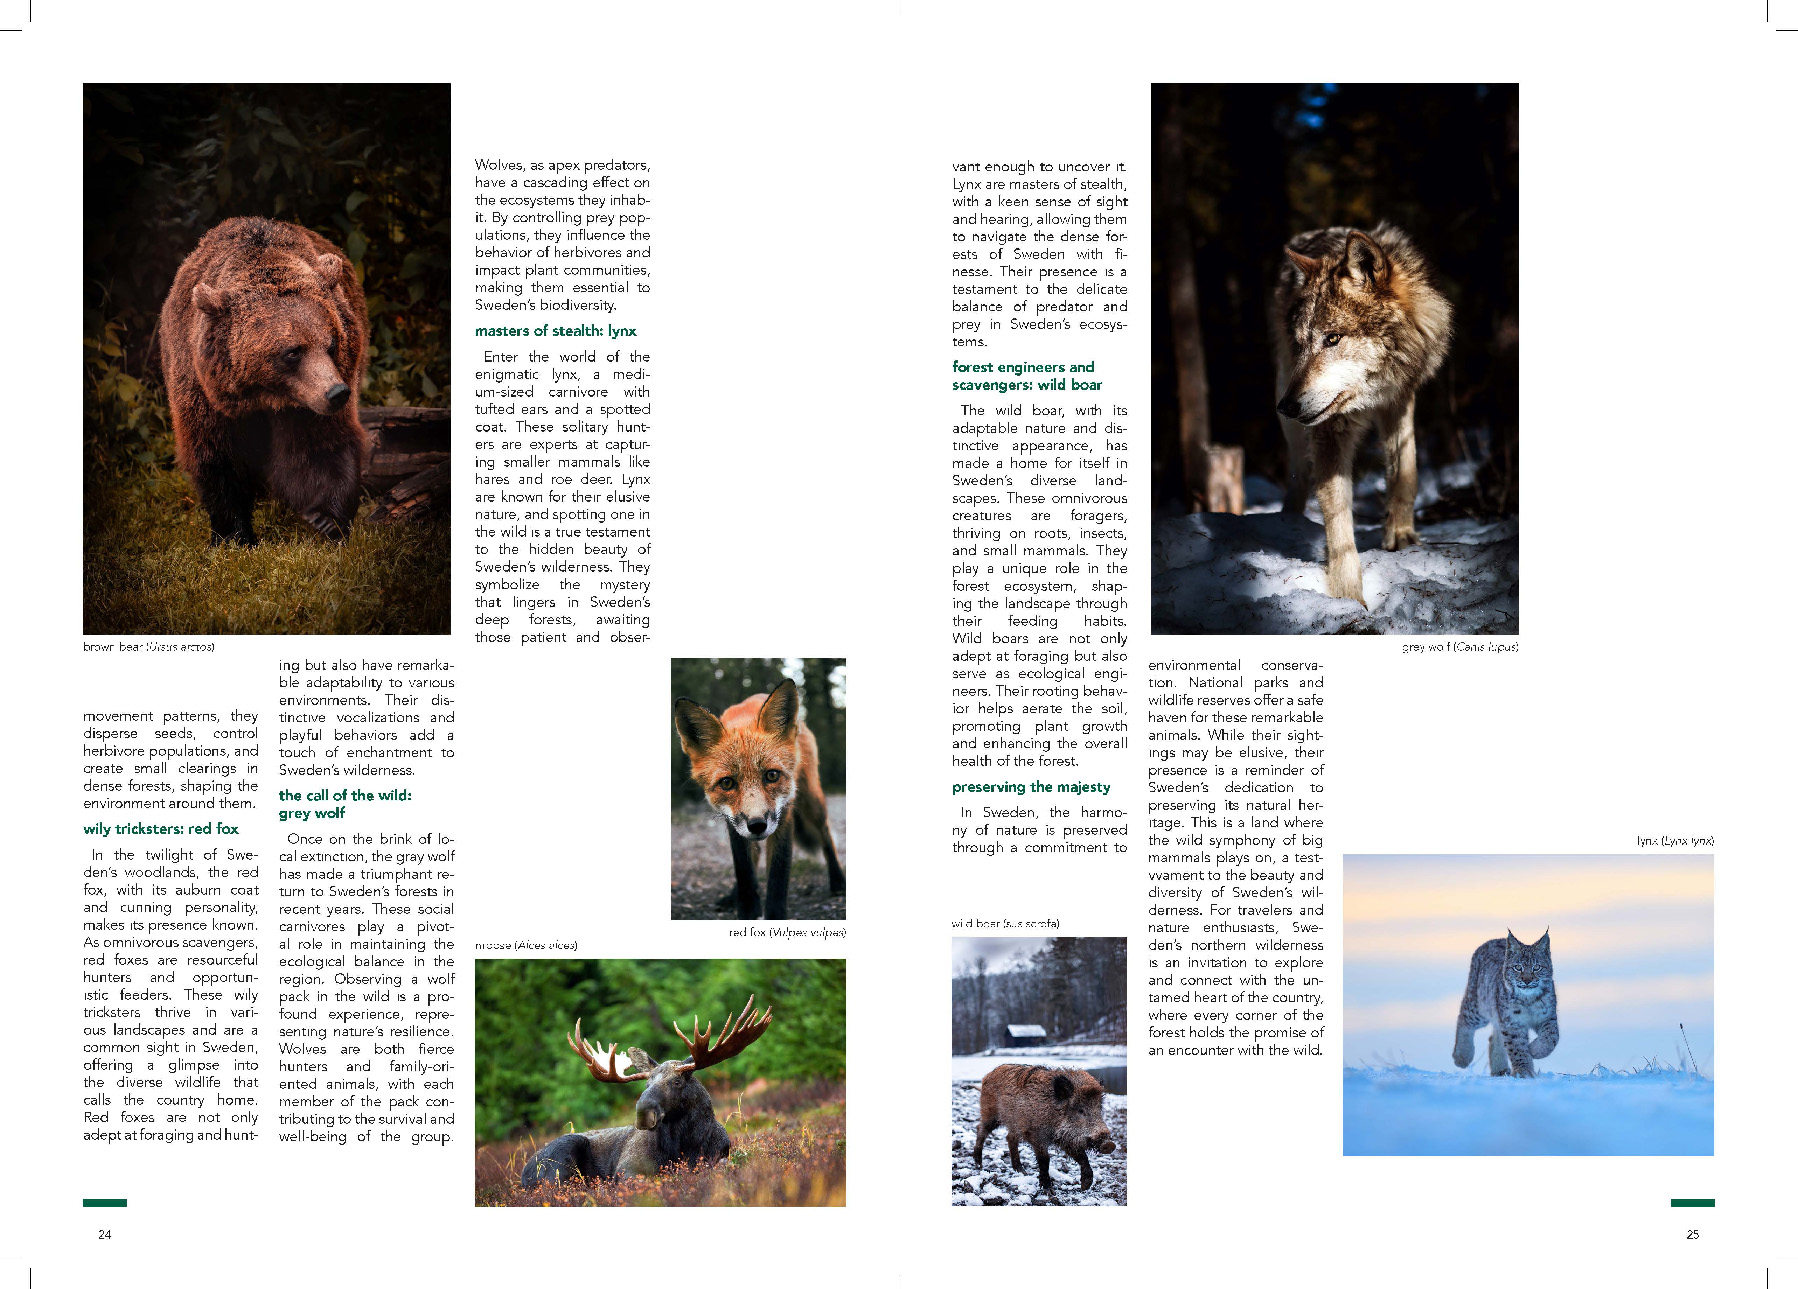 brown bear (Ursus arctos)
movement patterns, they
disperse seeds, control
herbivore populations, and
create small clearings in
dense forests, shaping the
environment around them.
wily tricksters: red fox
In the twilight of Swe-
den's woodlands, the red
fox, with its auburn coat
and cunning personality,
makes its presence known.
As omnivorous scavengers,
red foxes are resourceful
hunters and opportun-
istic feeders. These wily
tricksters thrive in vari-
ous landscapes and are a
common sight in Sweden,
offering a glimpse into
the diverse wildlife that
calls the country home.
Red foxes are not only
adept at foraging and hunt-
ing but also have remarka-
ble adaptability to various
environments. Their dis-
tinctive vocalizations and
playful behaviors add a
touch of enchantment to
Sweden's wilderness.
the call of the wild:
grey wolf
Once on the brink of lo-
cal extinction, the gray wolf
has made a triumphant re-
turn to Sweden's forests in
recent years. These social
carnivores play a pivot-
al role in maintaining the
ecological balance in the
region. Observing a wolf
pack in the wild is a pro-
found experience, repre-
senting nature's resilience.
Wolves are both fierce
hunters and family-ori-
ented animals, with each
member of the pack con-
tributing to the survival and
well-being of the group.
Wolves, as apex predators,
have a cascading effect on
the ecosystems they inhab-
it. By controlling prey pop-
ulations, they influence the
behavior of herbivores and
impact plant communities,
making them essential to
Sweden's biodiversity.
masters of stealth: lynx
Enter the world of the
enigmatic lynx, a medi-
um-sized carnivore with
tufted ears and a spotted
coat. These solitary hunt-
ers are experts at captur-
ing smaller mammals like
hares and roe deer. Lynx
are known for their elusive
nature, and spotting one in
the wild is a true testament
to the hidden beauty of
Sweden's wilderness. They
symbolize the mystery
that lingers in Sweden's
deep forests, awaiting
those patient and obser-
red fox (Vulpes vulpes)
moose (Alces alces)
24
vant enough to uncover it.
Lynx are masters of stealth,
with a keen sense of sight
and hearing, allowing them
to navigate the dense for-
ests of Sweden with fi-
nesse. Their presence is a
testament to the delicate
balance of predator and
prey in Sweden's ecosys-
tems.
forest engineers and
scavengers: wild boar
The wild boar, with its
adaptable nature and dis-
tinctive appearance, has
made a home for itself in
Sweden's diverse land-
scapes. These omnivorous
creatures are foragers,
thriving on roots, insects,
and small mammals. They
play a unique role in the
forest ecosystem, shap-
ing the landscape through
their feeding habits.
Wild boars are not only
adept at foraging but also
serve as ecological engi-
neers. Their rooting behav-
ior helps aerate the soil,
promoting plant growth
and enhancing the overall
health of the forest.
preserving the majesty
In Sweden, the harmo-
ny of nature is preserved
through a commitment to
wild boar (sus scrofa)
grey wolf (Canis lupus)
environmental conserva-
tion. National parks and
wildlife reserves offer a safe
haven for these remarkable
animals. While their sight-
ings may be elusive, their
presence is a reminder of
Sweden's dedication to
preserving its natural her-
itage. This is a land where
the wild symphony of big
mammals plays on, a test-
vvament to the beauty and
diversity of Sweden's wil-
derness. For travelers and
nature enthusiasts, Swe-
den's northern wilderness
is an invitation to explore
and connect with the un-
tamed heart of the country,
where every corner of the
forest holds the promise of
an encounter with the wild.
lynx (Lynx lynx)
25